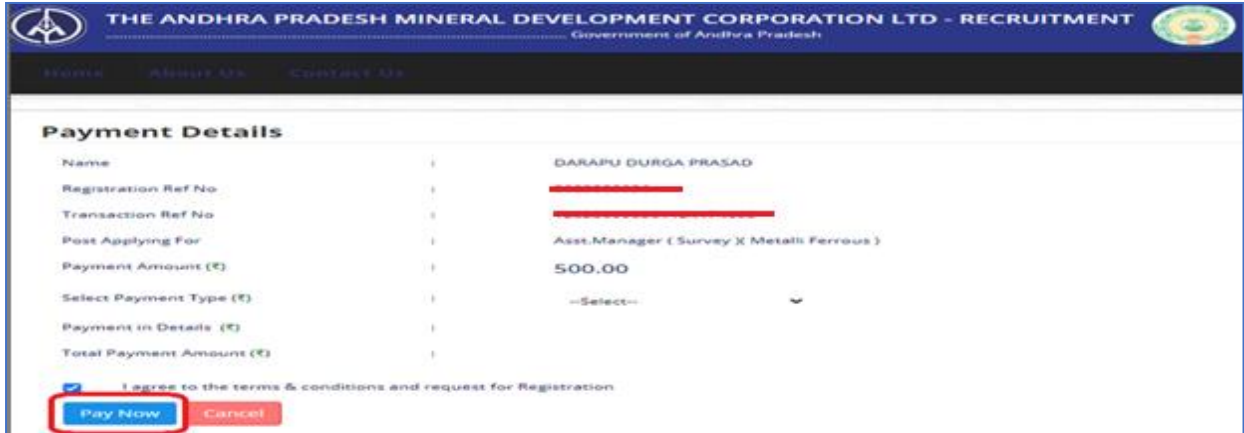 THE ANDHRA PRADESH MINERAL DEVELOPMENT CORPORATION LTD - RECRUITMENT
Government of Andhra Pradesh
Home About Us Contact Us
Payment Details
Name : DARAPU DURGA PRASAD
Registration Ref No :
Transaction Ref No :
Post Applying For : Asst.Manager ( Survey )( Metalli Ferrous )
Payment Amount (₹) : 500.00
Select Payment Type (₹) : --Select--
Payment in Details (₹) :
Total Payment Amount (₹) :
I agree to the terms & conditions and request for Registration
Pay Now Cancel